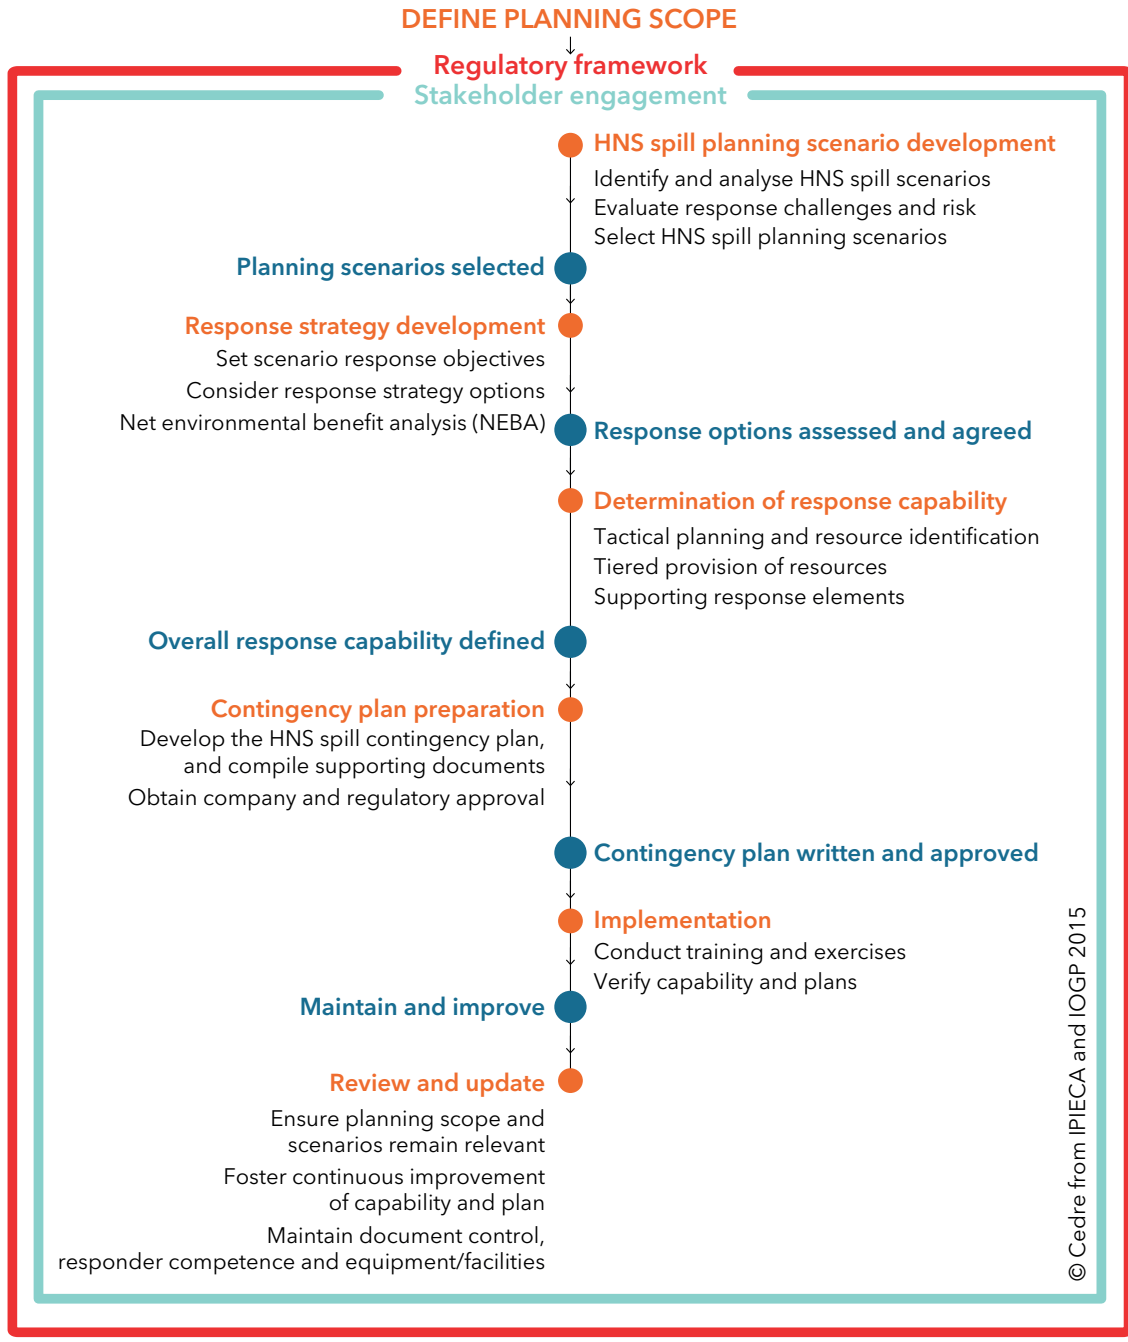 DEFINE PLANNING SCOPE
Regulatory framework
Stakeholder engagement
HNS spill planning scenario development
Identify and analyse HNS spill scenarios
Evaluate response challenges and risk
Select HNS spill planning scenarios
Planning scenarios selected
Response strategy development
Set scenario response objectives
Consider response strategy options
Net environmental benefit analysis (NEBA)
Response options assessed and agreed
Determination of response capability
Tactical planning and resource identification
Tiered provision of resources
Supporting response elements
Overall response capability defined
Contingency plan preparation
Develop the HNS spill contingency plan,
and compile supporting documents
Obtain company and regulatory approval
Contingency plan written and approved
Implementation
Conduct training and exercises
Verify capability and plans
Maintain and improve
Review and update
Ensure planning scope and
scenarios remain relevant
Foster continuous improvement
of capability and plan
Maintain document control,
responder competence and equipment/facilities
© Cedre from IPIECA and IOGP 2015